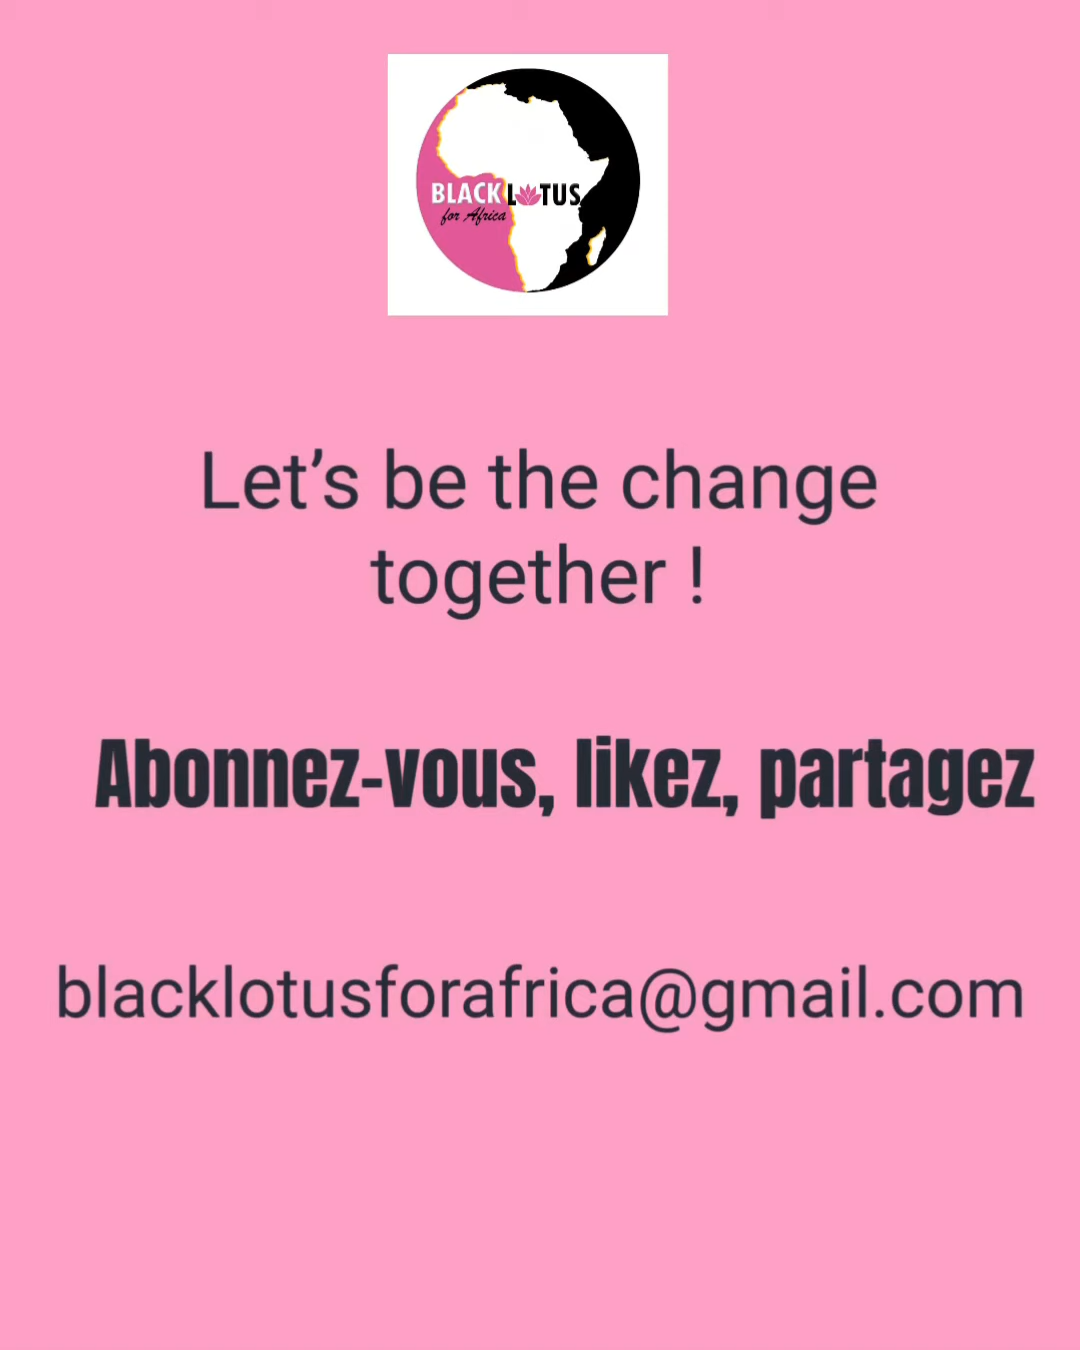 BLACK LOTUS
for Africa
Let’s be the change
together !
Abonnez-vous, likez, partagez
blacklotusforafrica@gmail.com